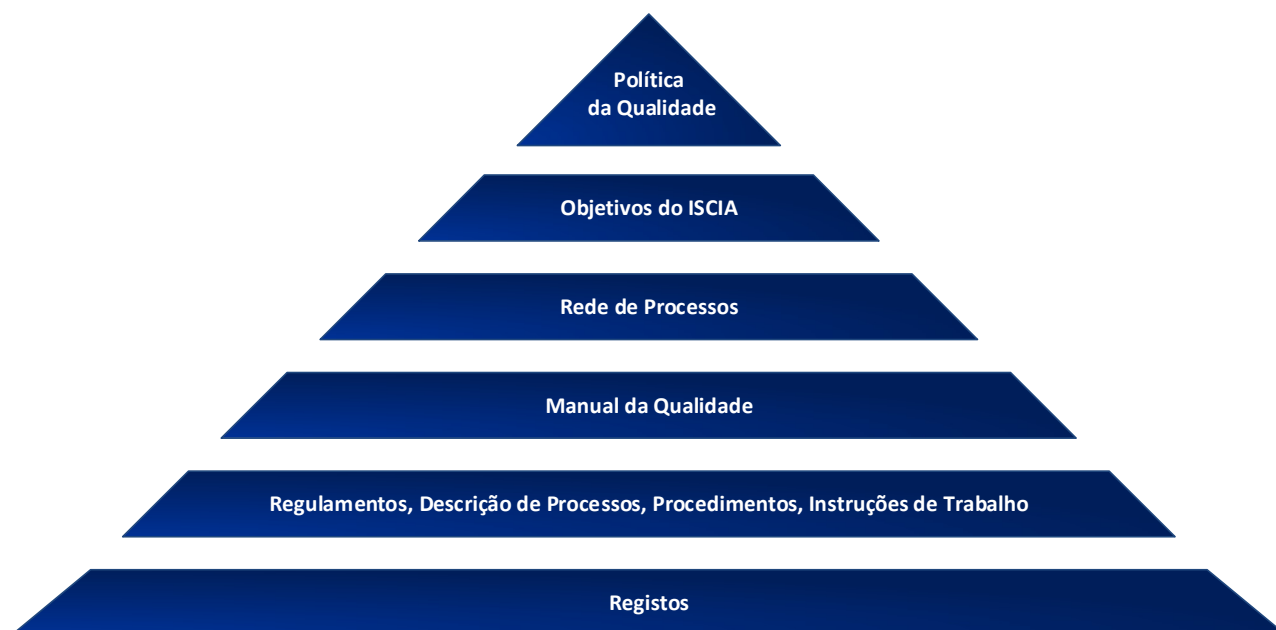 Política
da Qualidade
Objetivos do ISCIA
Rede de Processos
Manual da Qualidade
Regulamentos, Descrição de Processos, Procedimentos, Instruções de Trabalho
Registos